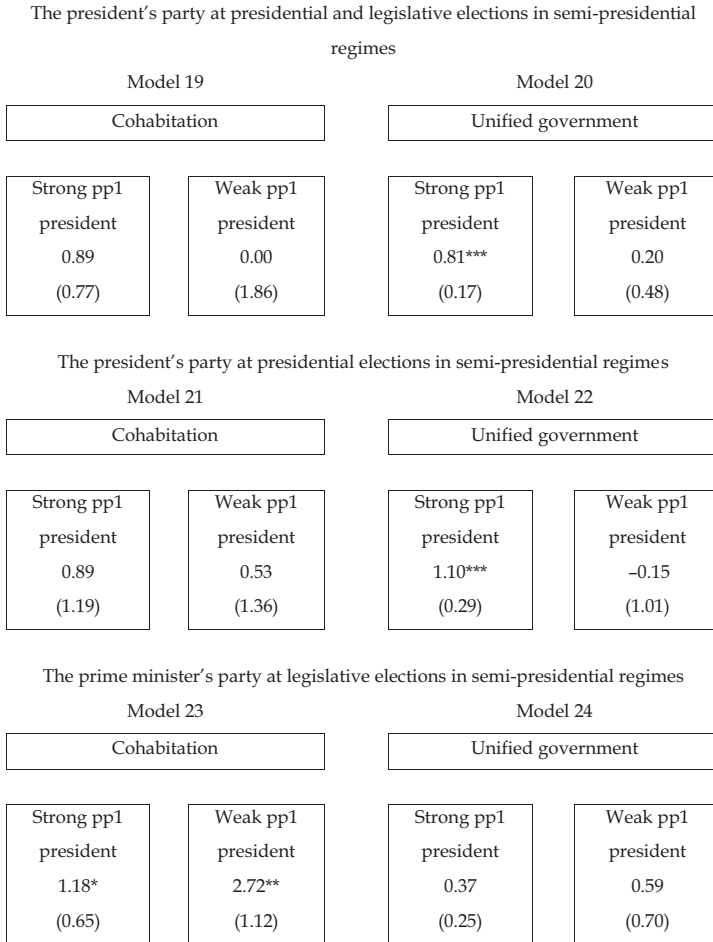 The president's party at presidential and legislative elections in semi-presidential
regimes
Model 19 Model 20
Cohabitation Unified government
Strong pp1 Weak pp1 Strong pp1 Weak pp1
president president president president
0.89 0.00 0.81*** 0.20
(0.77) (1.86) (0.17) (0.48)
The president's party at presidential elections in semi-presidential regimes
Model 21 Model 22
Cohabitation Unified government
Strong pp1 Weak pp1 Strong pp1 Weak pp1
president president president president
0.89 0.53 1.10*** –0.15
(1.19) (1.36) (0.29) (1.01)
The prime minister's party at legislative elections in semi-presidential regimes
Model 23 Model 24
Cohabitation Unified government
Strong pp1 Weak pp1 Strong pp1 Weak pp1
president president president president
1.18* 2.72** 0.37 0.59
(0.65) (1.12) (0.25) (0.70)